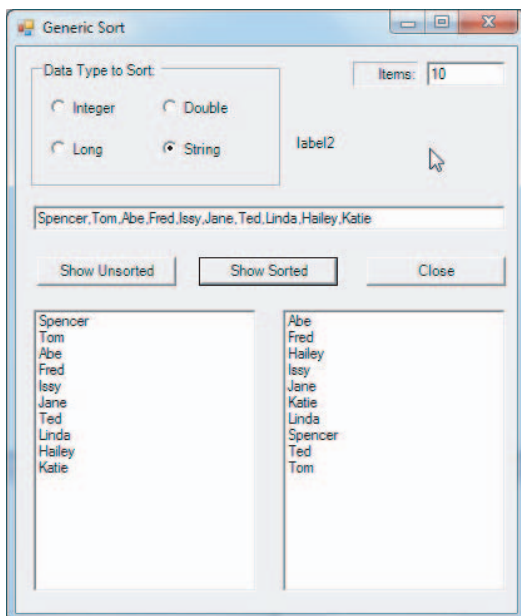 Generic Sort
Data Type to Sort:
Items: 10
Integer
Double
Long
String
label2
Spencer,Tom,Abe,Fred,Issy,Jane,Ted,Linda,Hailey,Katie
Show Unsorted
Show Sorted
Close
Spencer
Tom
Abe
Fred
Issy
Jane
Ted
Linda
Hailey
Katie
Abe
Fred
Hailey
Issy
Jane
Katie
Linda
Spencer
Ted
Tom